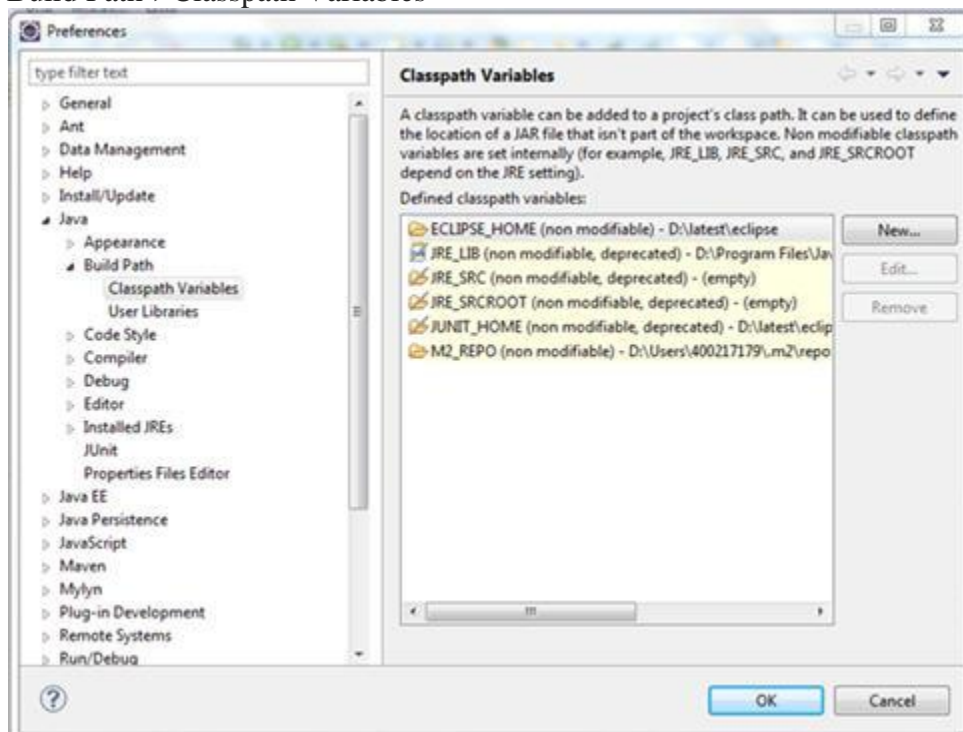 Build Path : Classpath Variables
Preferences
type filter text
General
Ant
Data Management
Help
Install/Update
Java
Appearance
Build Path
Classpath Variables
User Libraries
Code Style
Compiler
Debug
Editor
Installed JREs
JUnit
Properties Files Editor
Java EE
Java Persistence
JavaScript
Maven
Mylyn
Plug-in Development
Remote Systems
Run/Debug
Classpath Variables
A classpath variable can be added to a project's class path. It can be used to define
the location of a JAR file that isn't part of the workspace. Non modifiable classpath
variables are set internally (for example, JRE_LIB, JRE_SRC, and JRE_SRCROOT
depend on the JRE setting).
Defined classpath variables:
ECLIPSE_HOME (non modifiable) - D:\latest\eclipse
JRE_LIB (non modifiable, deprecated) - D:\Program Files\Jav
JRE_SRC (non modifiable, deprecated) - (empty)
JRE_SRCROOT (non modifiable, deprecated) - (empty)
JUNIT_HOME (non modifiable, deprecated) - D:\latest\eclip
M2_REPO (non modifiable) - D:\Users\400217179\.m2\repo
New...
Edit...
Remove
OK
Cancel